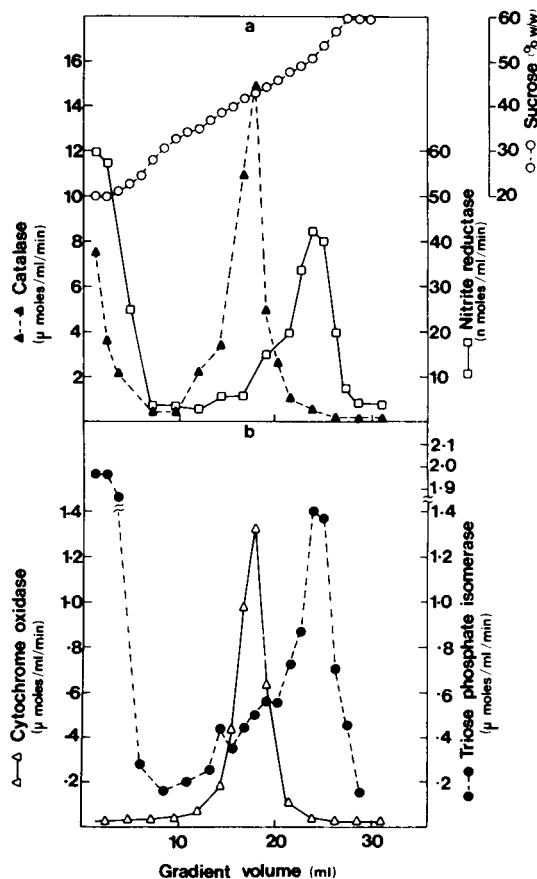 a
16
14
12
10
8
6
4
2
Catalase
(μ moles/ml/min)
60
50
40
30
20
Sucrose (% w/w)
60
50
40
30
20
10
Nitrite reductase
(n moles/ml/min)
b
1·4
1·2
1·0
·8
·6
·4
·2
Cytochrome oxidase
(μ moles/ml/min)
2·1
2·0
1·9
1·4
1·2
1·0
·8
·6
·4
·2
Triose phosphate isomerase
(μ moles/ml/min)
10 20 30
Gradient volume (ml)